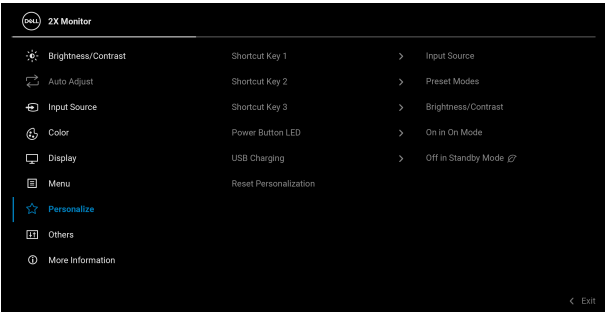 DELL 2X Monitor
Brightness/Contrast Shortcut Key 1 > Input Source
Auto Adjust Shortcut Key 2 > Preset Modes
Input Source Shortcut Key 3 > Brightness/Contrast
Color Power Button LED > On in On Mode
Display USB Charging > Off in Standby Mode
Menu Reset Personalization
Personalize
Others
More Information
< Exit